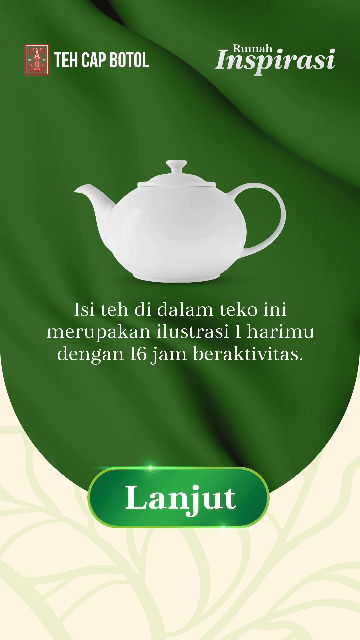 TEH CAP BOTOL
Rumah
Inspirasi
Isi teh di dalam teko ini
merupakan ilustrasi 1 harimu
dengan 16 jam beraktivitas.
Lanjut